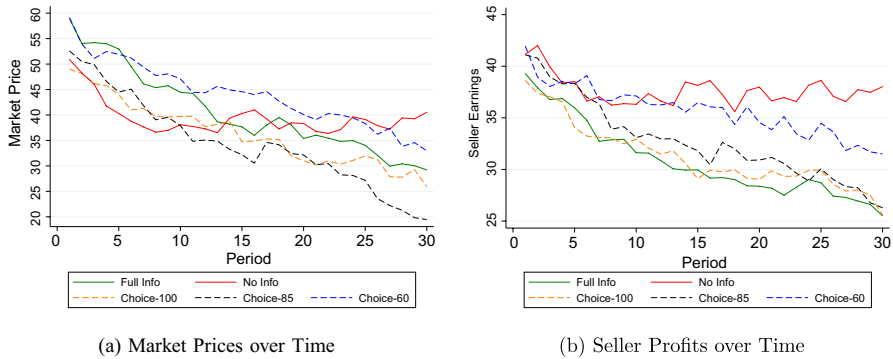 Market Price
60
55
50
45
40
35
30
25
20
0 5 10 15 20 25 30
Period
Full Info No Info
Choice-100 Choice-85 Choice-60
(a) Market Prices over Time
Seller Earnings
45
40
35
30
25
0 5 10 15 20 25 30
Period
Full Info No Info
Choice-100 Choice-85 Choice-60
(b) Seller Profits over Time